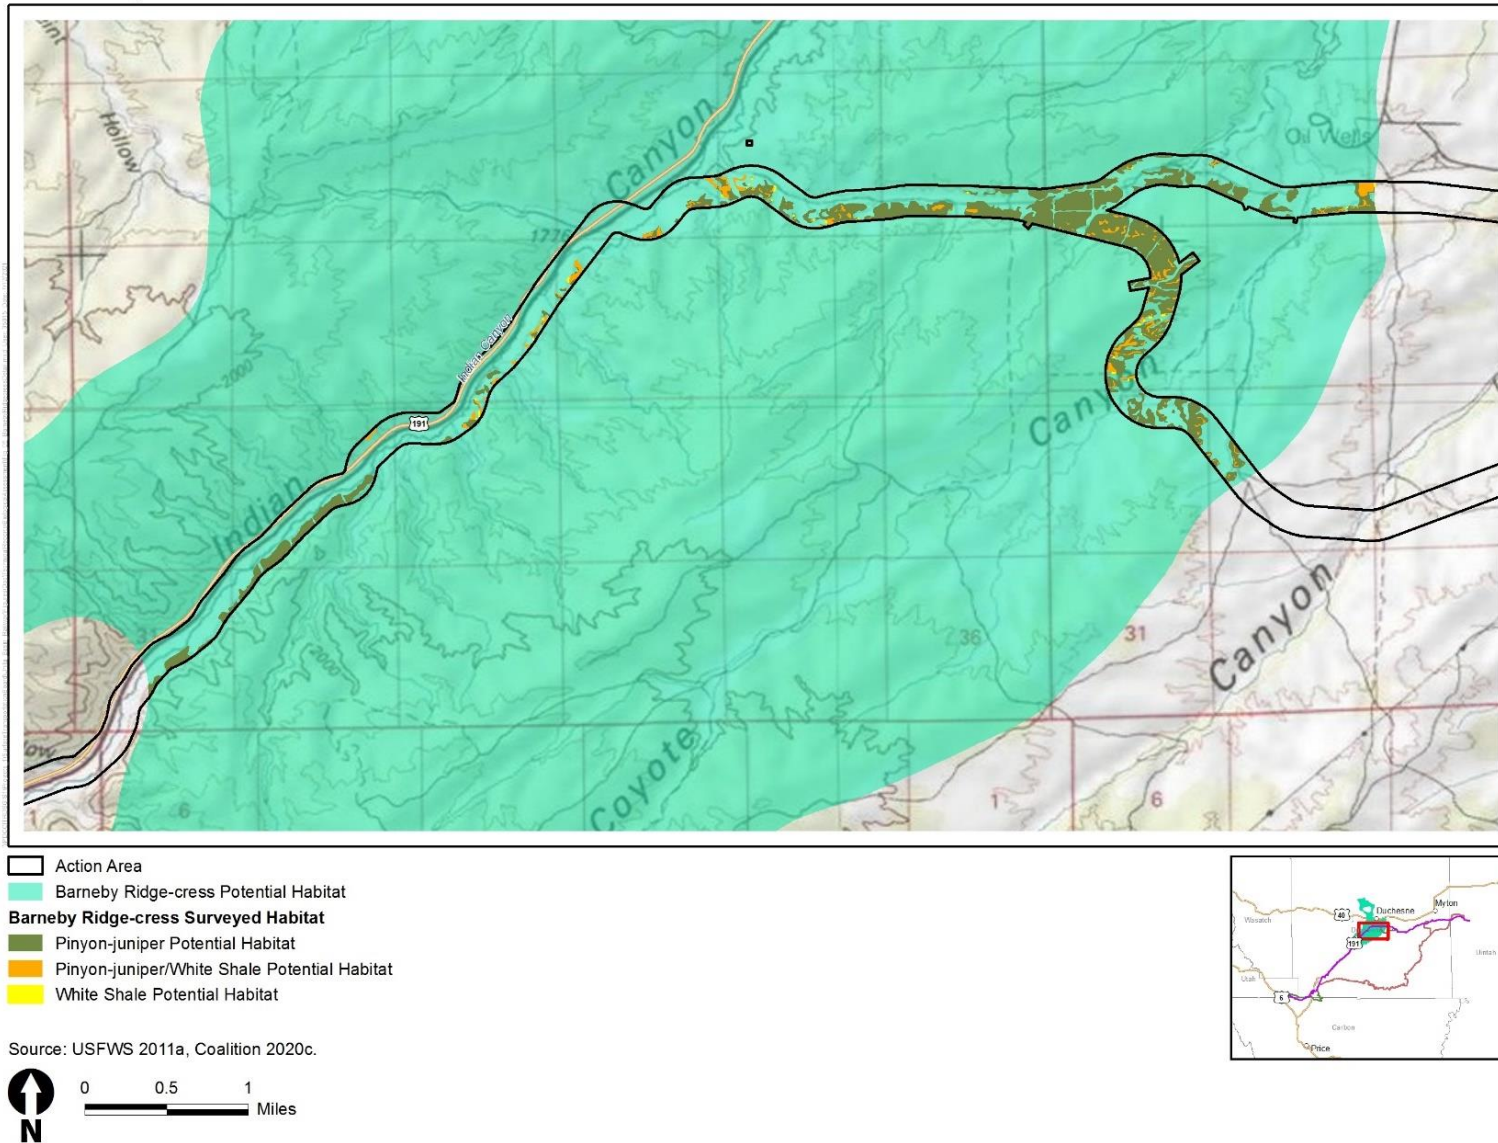 Hollow
Canyon
Oil Wells
1776
Indian Canyon
2000
191
Canyon
Indian
Canyon
36
31
2000
Coyote
1
6
1
6
Action Area
Barneby Ridge-cress Potential Habitat
Barneby Ridge-cress Surveyed Habitat
Pinyon-juniper Potential Habitat
Pinyon-juniper/White Shale Potential Habitat
White Shale Potential Habitat
Source: USFWS 2011a, Coalition 2020c.
0 0.5 1
Miles
N
40 Duchesne Myton
Wasatch
191
Uintah
Utah
6
Carbon
Price